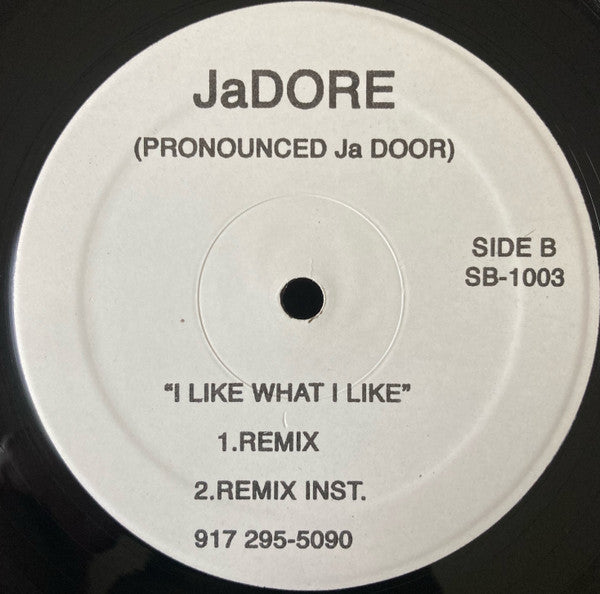 JaDORE
(PRONOUNCED Ja DOOR)
SIDE B
SB-1003
"I LIKE WHAT I LIKE"
1.REMIX
2.REMIX INST.
917 295-5090